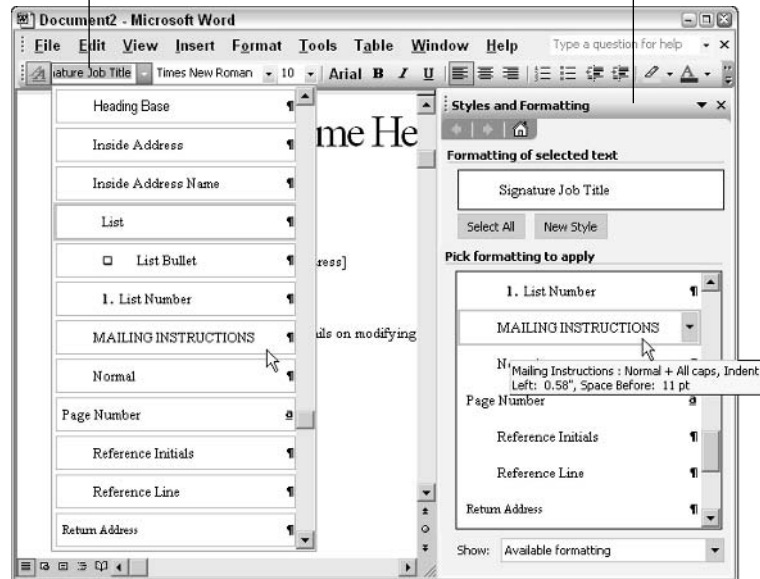 Document2 - Microsoft Word
File Edit View Insert Format Tools Table Window Help Type a question for help
ature Job Title Times New Roman 10 Arial B I U
Heading Base
Inside Address
Inside Address Name
List
List Bullet
1. List Number
MAILING INSTRUCTIONS
Normal
Page Number
Reference Initials
Reference Line
Return Address
me He
ress]
ils on modifying
Styles and Formatting
Formatting of selected text
Signature Job Title
Select All New Style
Pick formatting to apply
1. List Number
MAILING INSTRUCTIONS
Mailing Instructions : Normal + All caps, Indent
Left: 0.58", Space Before: 11 pt
Page Number
Reference Initials
Reference Line
Return Address
Show: Available formatting